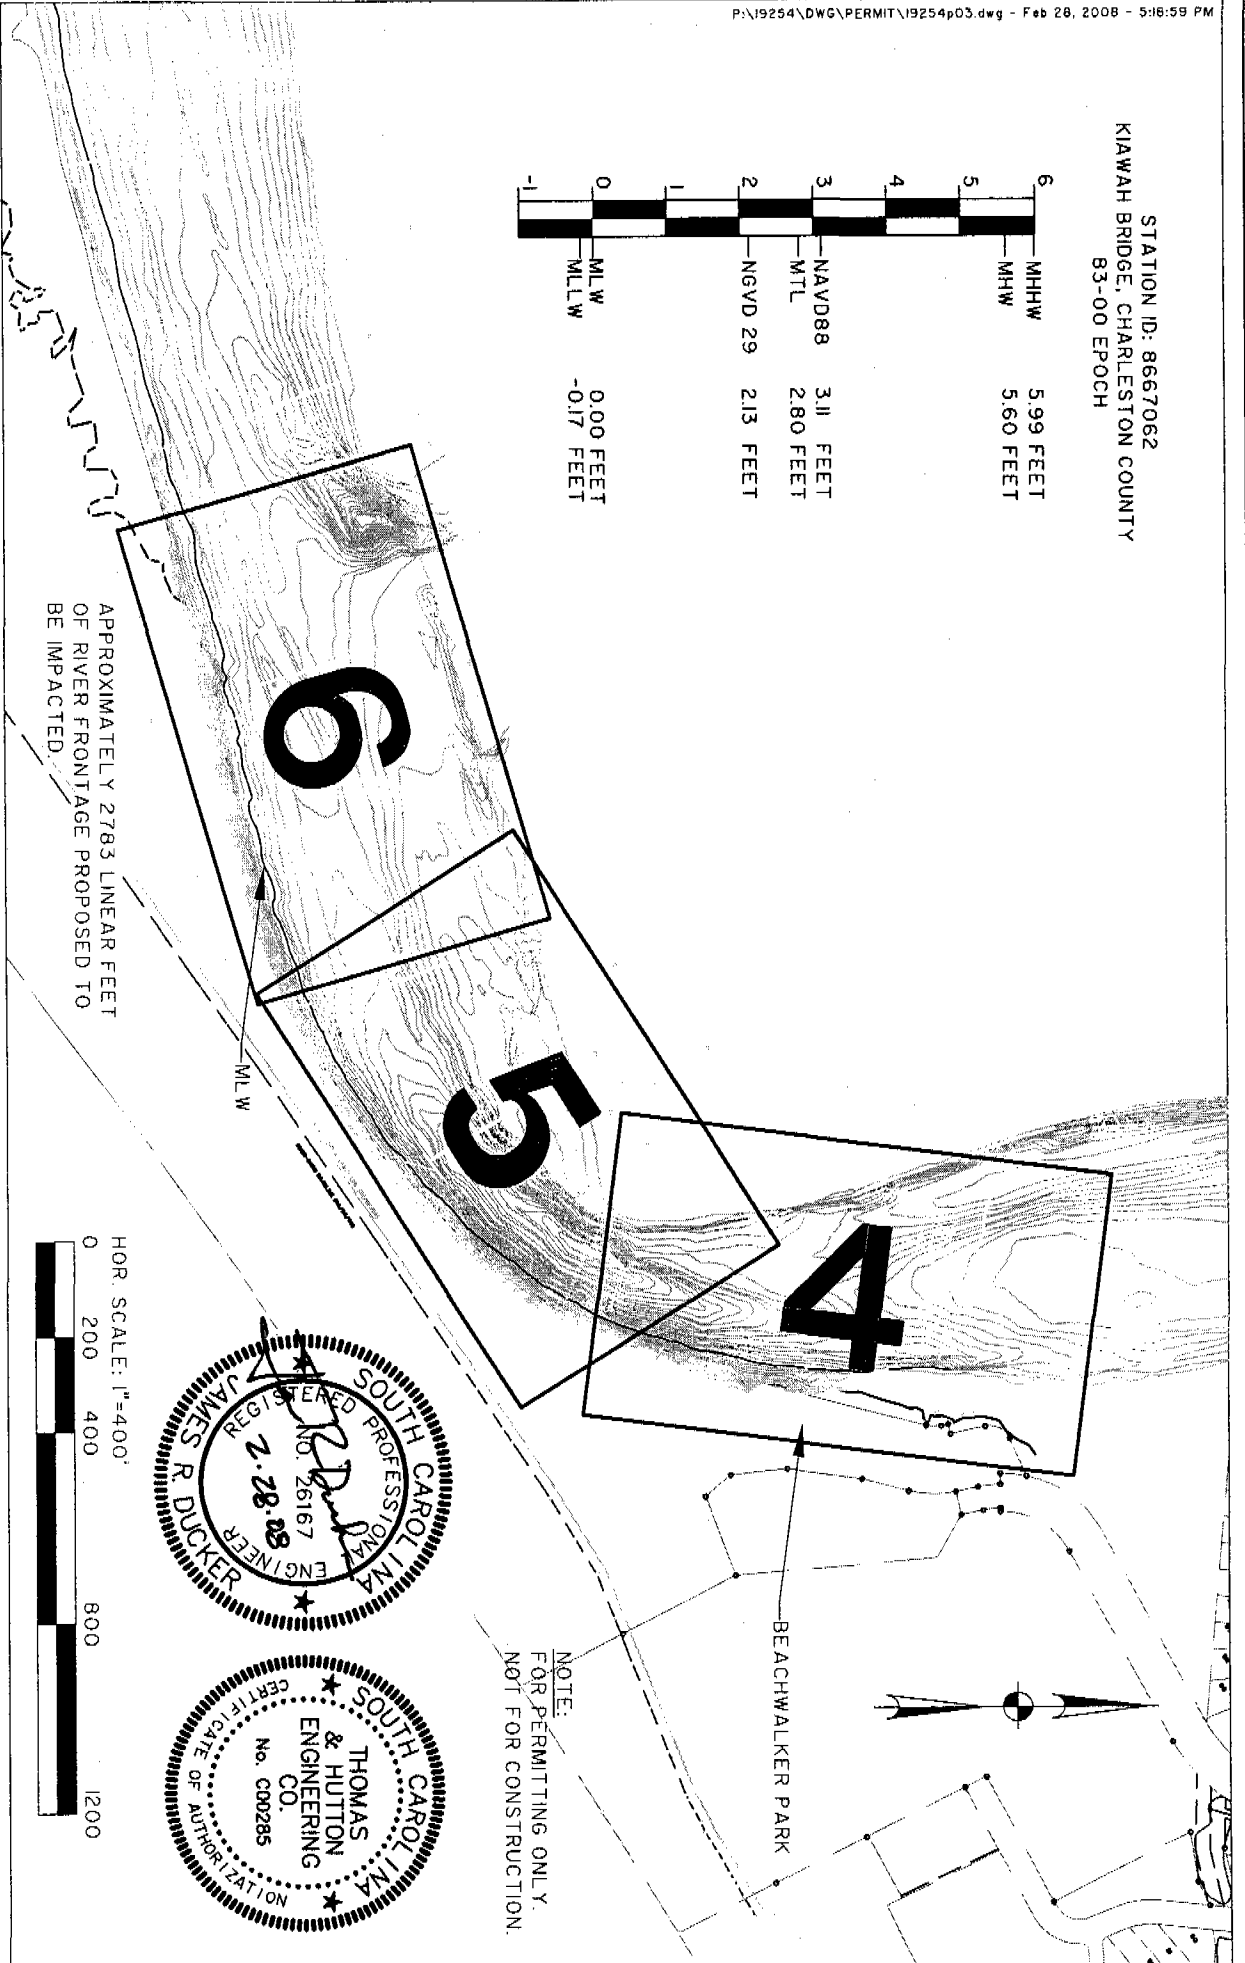 P:\19254\DWG\PERMIT\19254p03.dwg - Feb 28, 2008 - 5:18:59 PM
STATION ID: 8667062
KIAWAH BRIDGE, CHARLESTON COUNTY
83-00 EPOCH
6
5
4
3
2
1
0
-1
MHHW 5.99 FEET
MHW 5.60 FEET
NAVD88 3.11 FEET
MTL 2.80 FEET
NGVD 29 2.13 FEET
MLW 0.00 FEET
MLLW -0.17 FEET
6
5
4
APPROXIMATELY 2783 LINEAR FEET
OF RIVER FRONTAGE PROPOSED TO
BE IMPACTED.
MLW
BEACHWALKER PARK
NOTE:
FOR PERMITTING ONLY.
NOT FOR CONSTRUCTION.
HOR SCALE: 1"=400'
0 200 400 800 1200
SOUTH CAROLINA
REGISTERED PROFESSIONAL ENGINEER
NO. 26167
2.28.08
JAMES R. DUCKER
SOUTH CAROLINA
THOMAS
& HUTTON
ENGINEERING
CO.
No. C00285
CERTIFICATE OF AUTHORIZATION